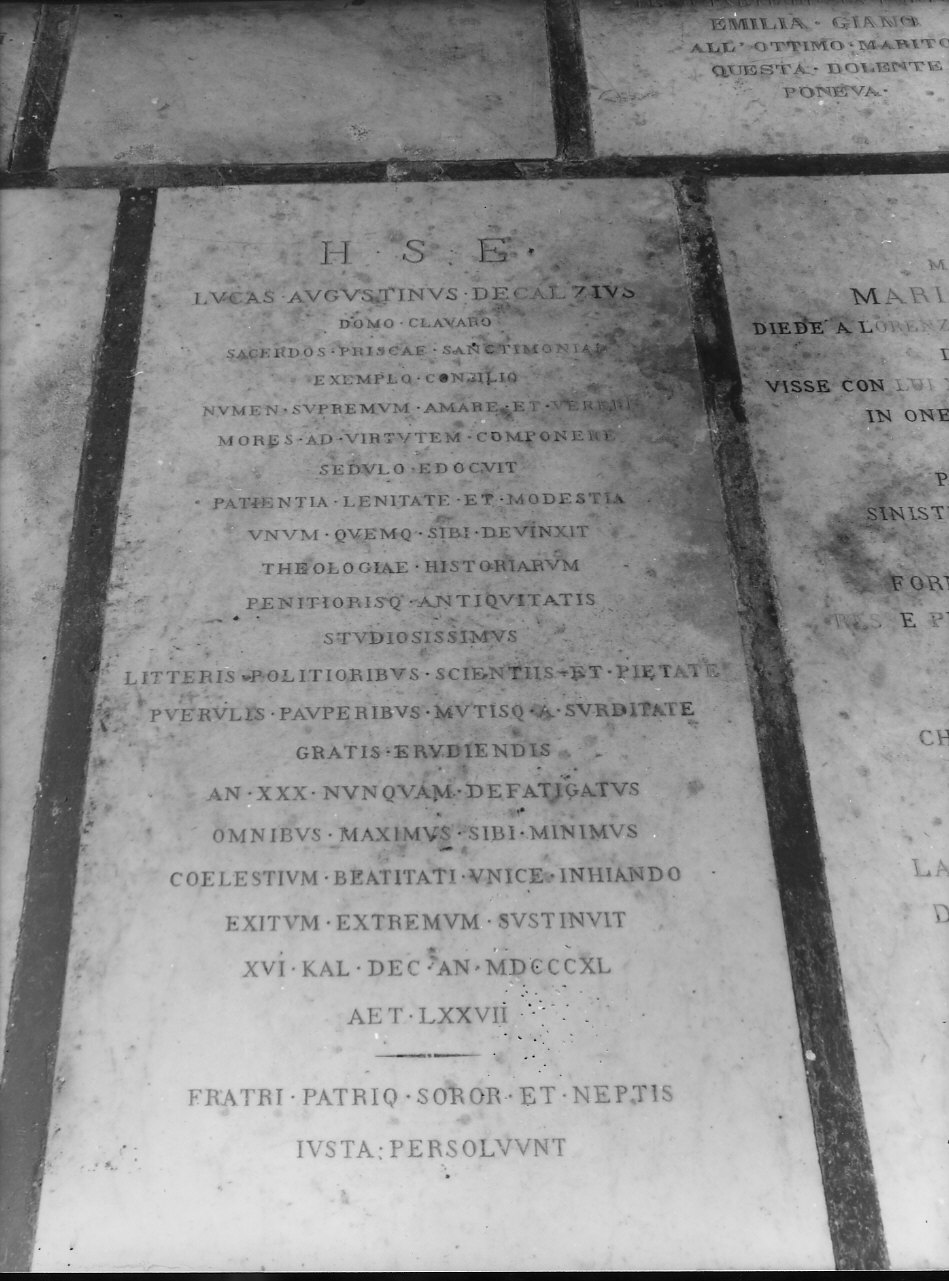 EMILIA · GIANO
ALL' OTTIMO · MARITO
QUESTA · DOLENTE
PONEVA ·
H · S · E ·
LVCAS · AVGVSTINVS · DECALZIVS
DOMO · CLAVARO
SACERDOS · PRISCAE · SANCTIMONIAE
EXEMPLO · CONSILIO
NVMEN · SVPREMVM · AMARE · ET · VERERI
MORES · AD · VIRTVTEM · COMPONERE
SEDVLO · EDOCVIT
PATIENTIA · LENITATE · ET · MODESTIA
VNVM · QVEMQ · SIBI · DEVINXIT
THEOLOGIAE · HISTORIARVM
PENITIORISQ · ANTIQVITATIS
STVDIOSISSIMVS
LITTERIS · POLITIORIBVS · SCIENTIIS · ET · PIETATE
PVERVLIS · PAVPERIBVS · MVTISQ · A · SVRDITATE
GRATIS · ERVDIENDIS
AN · XXX · NVNQVAM · DEFATIGATVS
OMNIBVS · MAXIMVS · SIBI · MINIMVS
COELESTIVM · BEATITATI · VNICE · INHIANDO
EXITVM · EXTREMVM · SVSTINVIT
XVI · KAL · DEC · AN · MDCCCXL
AET · LXXVII
FRATRI · PATRIQ · SOROR · ET · NEPTIS
IVSTA · PERSOLVVNT
M
MARI
DIEDE A LORENZ
VISSE CON LUI
IN ONE
P
SINIST
FOR
RES E P
CH
LA
D